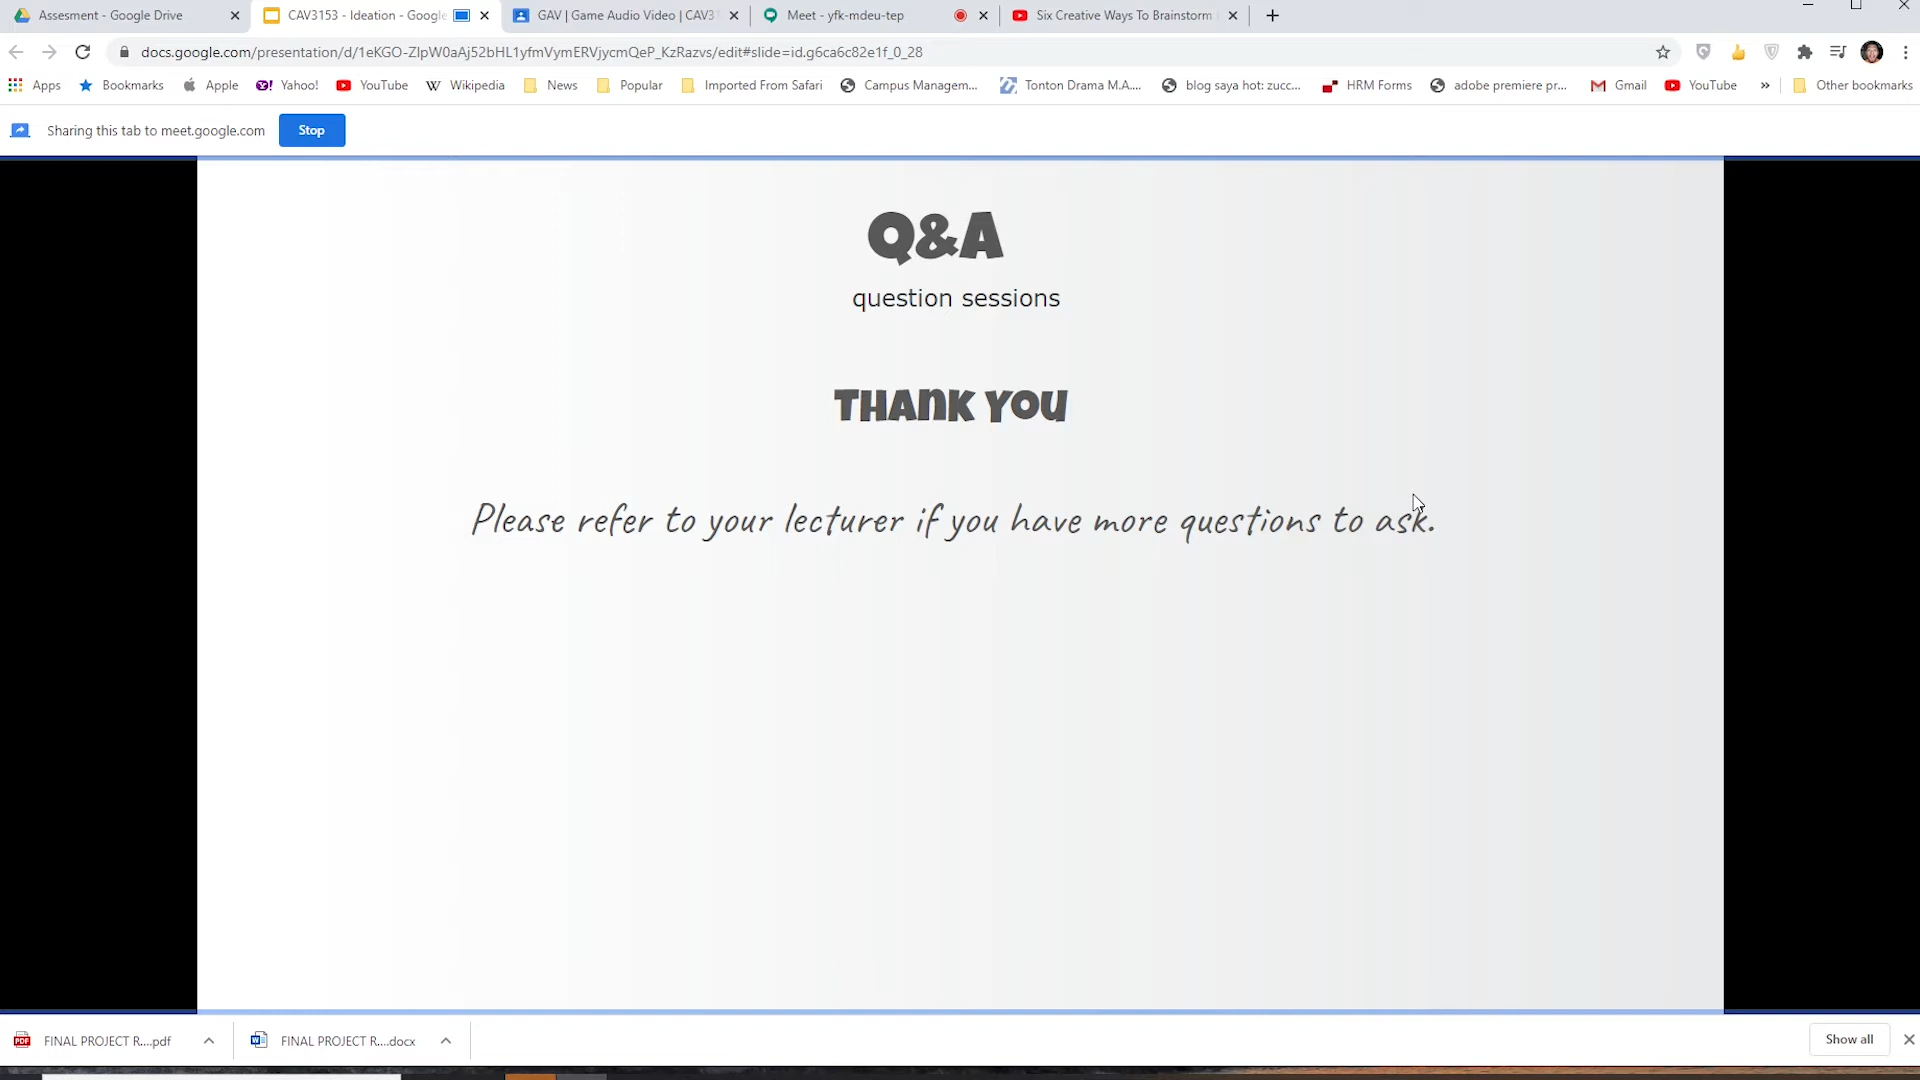 Assesment - Google Drive
CAV3153 - Ideation - Google
GAV | Game Audio Video | CAV31
Meet - yfk-mdeu-tep
Six Creative Ways To Brainstorm
docs.google.com/presentation/d/1eKGO-ZIpW0aAj52bHL1yfmVymERVjycmQeP_KzRazvs/edit#slide=id.g6ca6c82e1f_0_28
Apps
Bookmarks
Apple
Yahoo!
YouTube
Wikipedia
News
Popular
Imported From Safari
Campus Managem...
Tonton Drama M.A....
blog saya hot: zucc...
HRM Forms
adobe premiere pr...
Gmail
YouTube
»
Other bookmarks
Sharing this tab to meet.google.com
Stop
Q&A
question sessions
THANK YOU
Please refer to your lecturer if you have more questions to ask.
FINAL PROJECT R....pdf
FINAL PROJECT R....docx
Show all